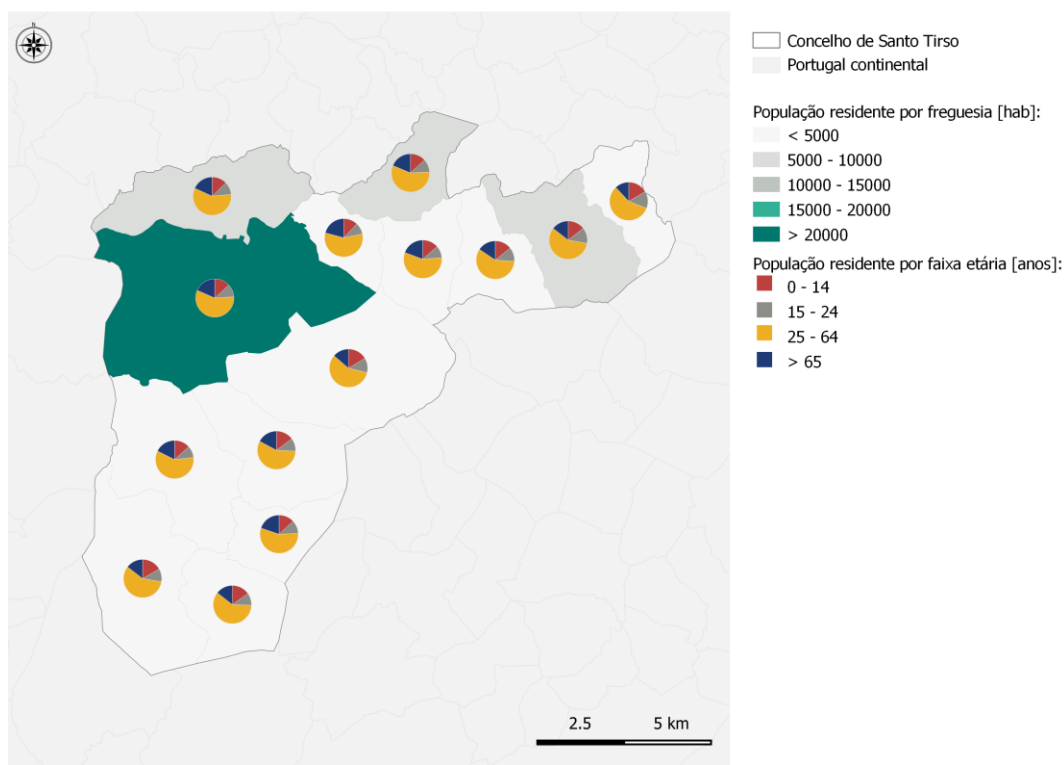 N
Concelho de Santo Tirso
Portugal continental
População residente por freguesia [hab]:
< 5000
5000 - 10000
10000 - 15000
15000 - 20000
> 20000
População residente por faixa etária [anos]:
0 - 14
15 - 24
25 - 64
> 65
2.5 5 km